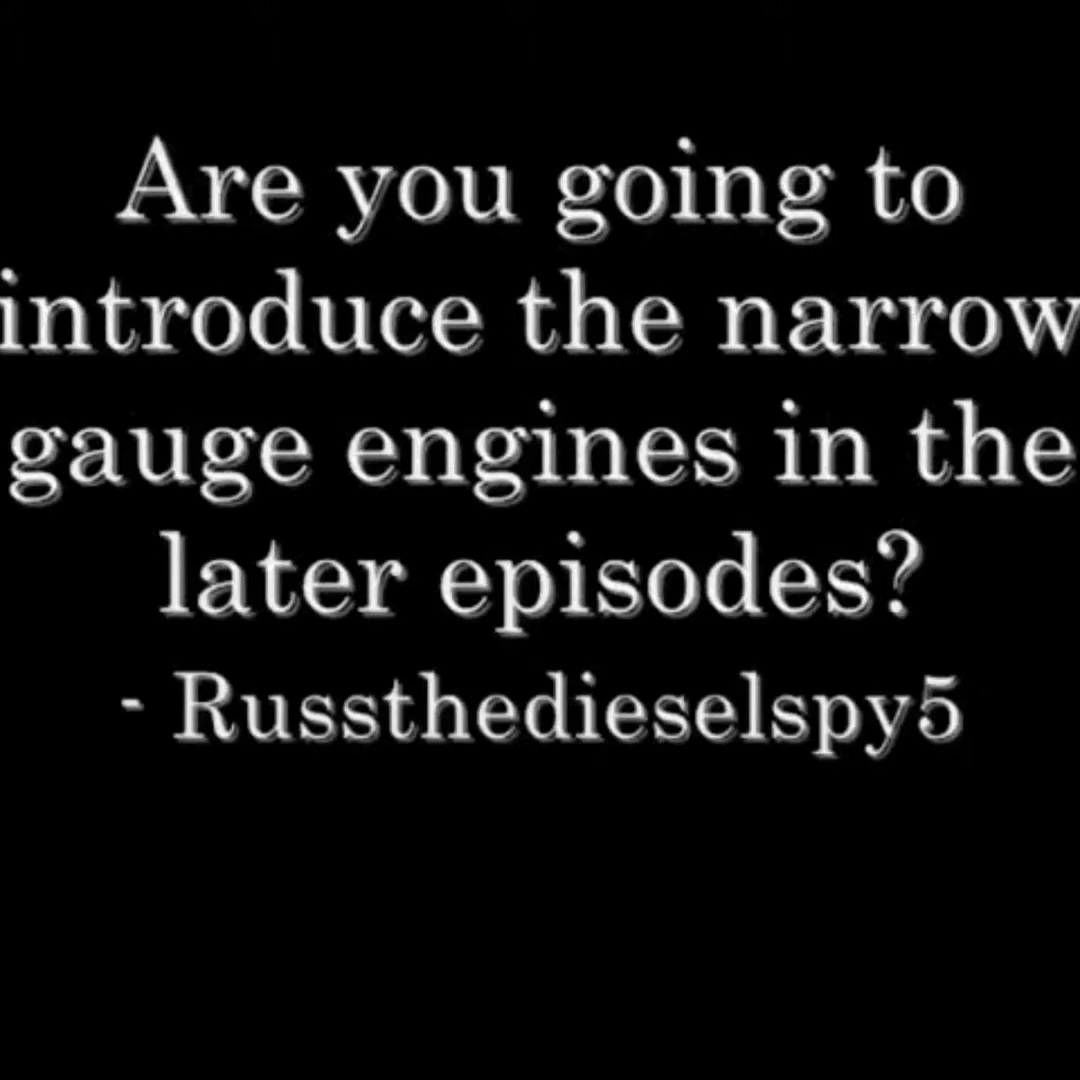 Are you going to
introduce the narrow
gauge engines in the
later episodes?
- Russthedieselspy5